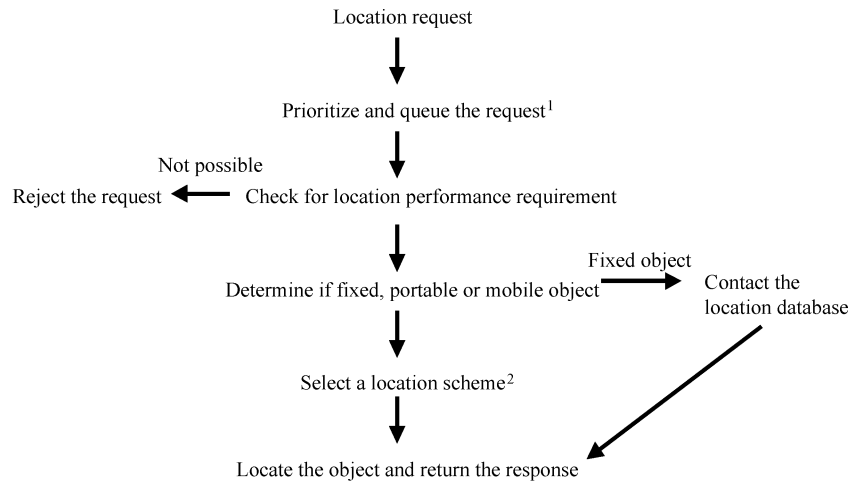 Location request
Prioritize and queue the request¹
Not possible
Reject the request
Check for location performance requirement
Fixed object
Determine if fixed, portable or mobile object
Contact the
location database
Select a location scheme²
Locate the object and return the response